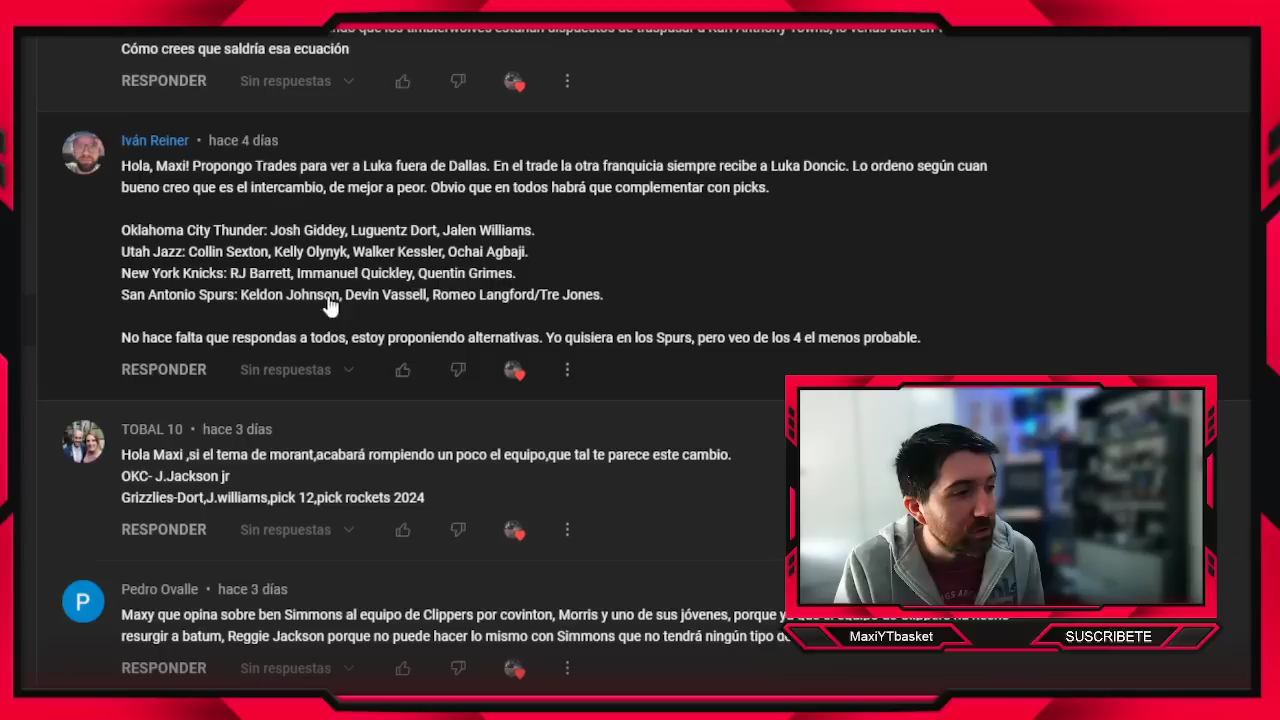 Cómo crees que saldría esa ecuación
RESPONDER Sin respuestas
Iván Reiner • hace 4 días
Hola, Maxi! Propongo Trades para ver a Luka fuera de Dallas. En el trade la otra franquicia siempre recibe a Luka Doncic. Lo ordeno según cuan
bueno creo que es el intercambio, de mejor a peor. Obvio que en todos habrá que complementar con picks.
Oklahoma City Thunder: Josh Giddey, Luguentz Dort, Jalen Williams.
Utah Jazz: Collin Sexton, Kelly Olynyk, Walker Kessler, Ochai Agbaji.
New York Knicks: RJ Barrett, Immanuel Quickley, Quentin Grimes.
San Antonio Spurs: Keldon Johnson, Devin Vassell, Romeo Langford/Tre Jones.
No hace falta que respondas a todos, estoy proponiendo alternativas. Yo quisiera en los Spurs, pero veo de los 4 el menos probable.
RESPONDER Sin respuestas
TOBAL 10 • hace 3 días
Hola Maxi ,si el tema de morant,acabará rompiendo un poco el equipo,que tal te parece este cambio.
OKC- J.Jackson jr
Grizzlies-Dort,J.williams,pick 12,pick rockets 2024
RESPONDER Sin respuestas
P
Pedro Ovalle • hace 3 días
Maxy que opina sobre ben Simmons al equipo de Clippers por covinton, Morris y uno de sus jóvenes, porque
resurgir a batum, Reggie Jackson porque no puede hacer lo mismo con Simmons que no tendrá ningún tipo
RESPONDER Sin respuestas
MaxiYTbasket
SUSCRIBETE